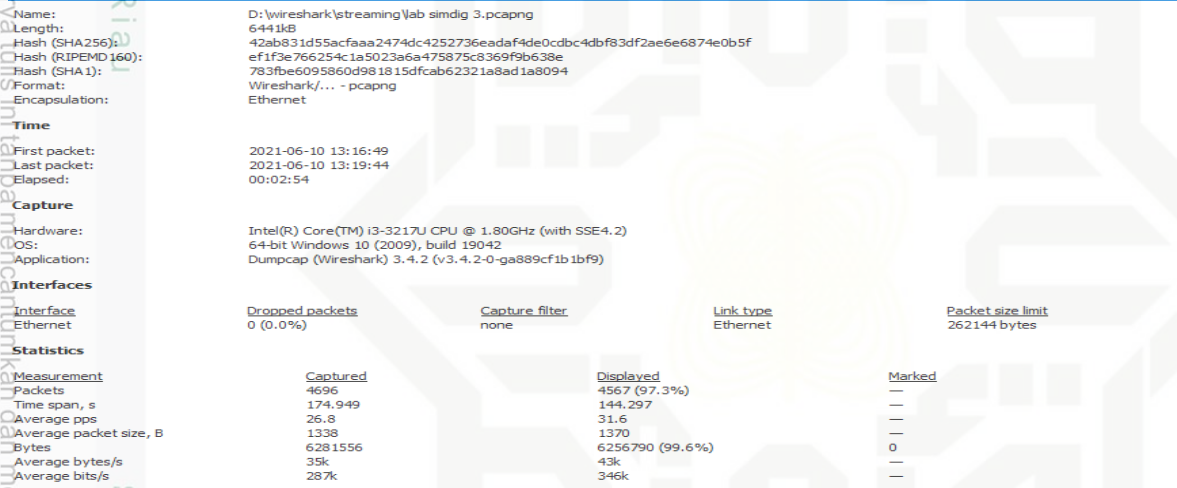 Name: D:\wireshark\streaming\lab simdig 3.pcapng
Length: 6441kB
Hash (SHA256): 42ab831d55acfaaa2474dc4252736eadaf4de0cdbc4dbf83df2ae6e6874e0b5f
Hash (RIPEMD160): ef1f3e766254c1a5023a6a475875c8369f9b638e
Hash (SHA1): 783fbe6095860d981815dfcab62321a8ad1a8094
Format: Wireshark/... - pcapng
Encapsulation: Ethernet
Time
First packet: 2021-06-10 13:16:49
Last packet: 2021-06-10 13:19:44
Elapsed: 00:02:54
Capture
Hardware: Intel(R) Core(TM) i3-3217U CPU @ 1.80GHz (with SSE4.2)
OS: 64-bit Windows 10 (2009), build 19042
Application: Dumpcap (Wireshark) 3.4.2 (v3.4.2-0-ga889cf1b1bf9)
Interfaces
Interface Dropped packets Capture filter Link type Packet size limit
Ethernet 0 (0.0%) none Ethernet 262144 bytes
Statistics
Measurement Captured Displayed Marked
Packets 4696 4567 (97.3%) —
Time span, s 174.949 144.297 —
Average pps 26.8 31.6 —
Average packet size, B 1338 1370 —
Bytes 6281556 6256790 (99.6%) 0
Average bytes/s 35k 43k —
Average bits/s 287k 346k —
Riau
tulis ini tanpa mencantumkan dan